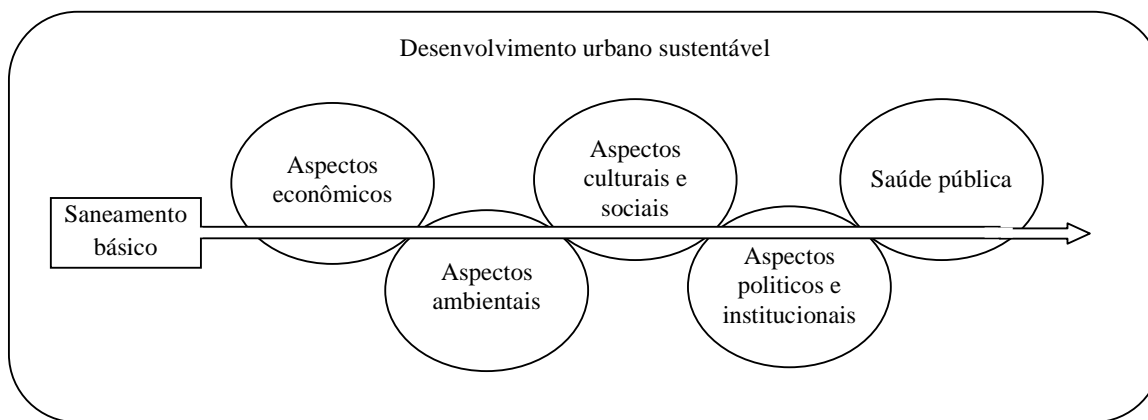 Desenvolvimento urbano sustentável
Saneamento
básico
Aspectos
econômicos
Aspectos
ambientais
Aspectos
culturais e
sociais
Aspectos
politicos e
institucionais
Saúde pública